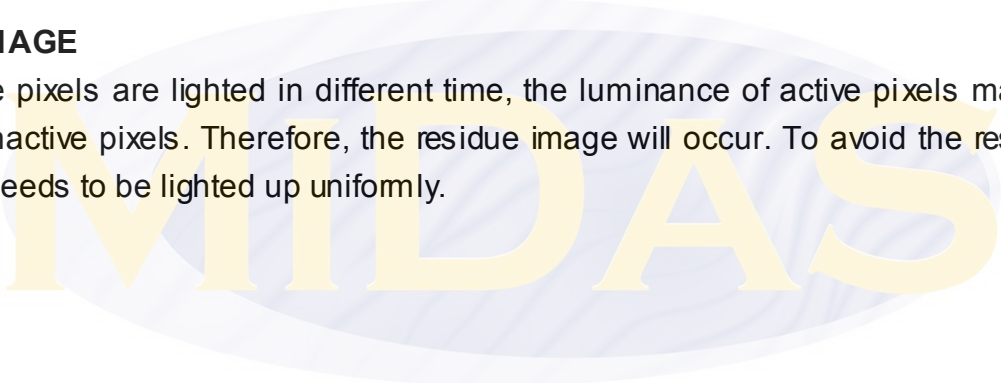 IAGE
e pixels are lighted in different time, the luminance of active pixels ma
nactive pixels. Therefore, the residue image will occur. To avoid the res
eeds to be lighted up uniformly.
MIDAS